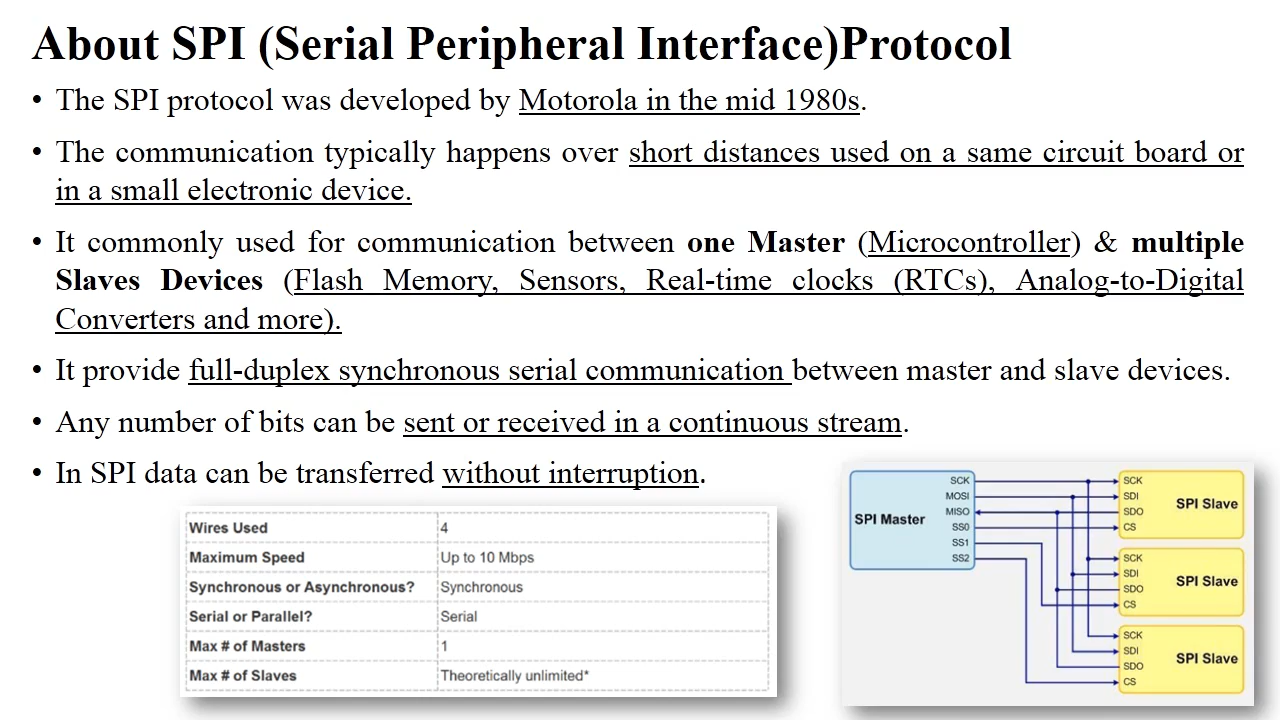 About SPI (Serial Peripheral Interface)Protocol
• The SPI protocol was developed by Motorola in the mid 1980s.
• The communication typically happens over short distances used on a same circuit board or
in a small electronic device.
• It commonly used for communication between one Master (Microcontroller) & multiple
Slaves Devices (Flash Memory, Sensors, Real-time clocks (RTCs), Analog-to-Digital
Converters and more).
• It provide full-duplex synchronous serial communication between master and slave devices.
• Any number of bits can be sent or received in a continuous stream.
• In SPI data can be transferred without interruption.
Wires Used 4
Maximum Speed Up to 10 Mbps
Synchronous or Asynchronous? Synchronous
Serial or Parallel? Serial
Max # of Masters 1
Max # of Slaves Theoretically unlimited*
SPI Master
SCK
MOSI
MISO
SS0
SS1
SS2
SCK
SDI
SDO
CS
SPI Slave
SCK
SDI
SDO
CS
SPI Slave
SCK
SDI
SDO
CS
SPI Slave